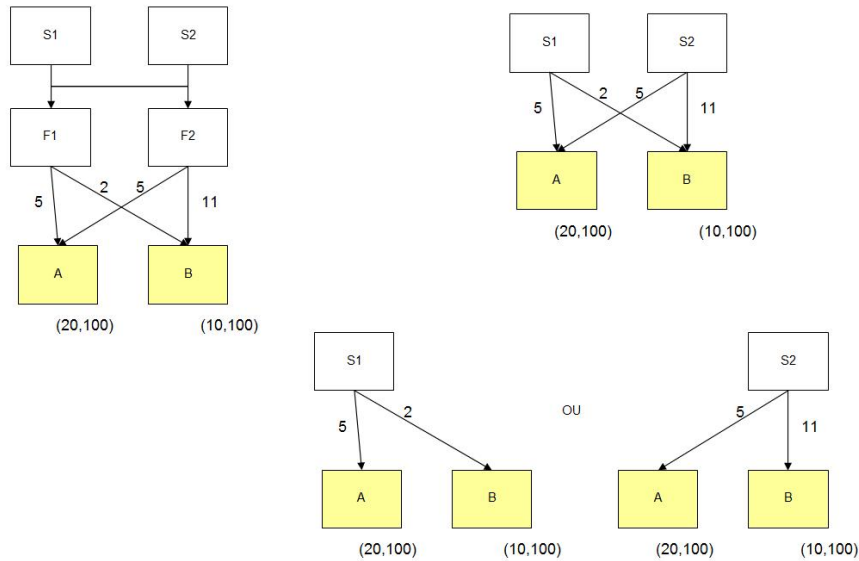 S1 S2
F1 F2
5 2 5 11
A B
(20,100) (10,100)
S1 S2
5 2 5 11
A B
(20,100) (10,100)
S1
5 2
A B
(20,100) (10,100)
OU
S2
5 11
A B
(20,100) (10,100)